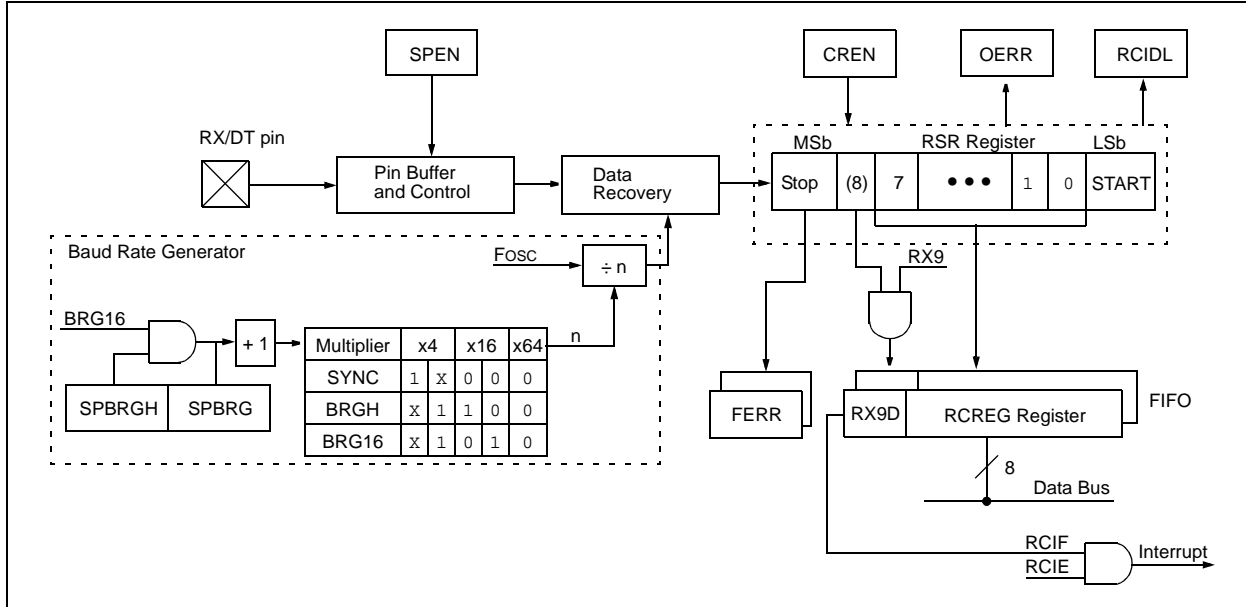 SPEN
CREN
OERR
RCIDL
RX/DT pin
Pin Buffer
and Control
Data
Recovery
MSb
RSR Register
LSb
Stop (8) 7 ••• 1 0 START
Baud Rate Generator
FOSC
÷ n
RX9
BRG16
+ 1
n
SPBRGH SPBRG
Multiplier x4 x16 x64
SYNC 1 X 0 0 0
BRGH X 1 1 0 0
BRG16 X 1 0 1 0
FERR
RX9D RCREG Register
FIFO
8
Data Bus
RCIF
RCIE
Interrupt